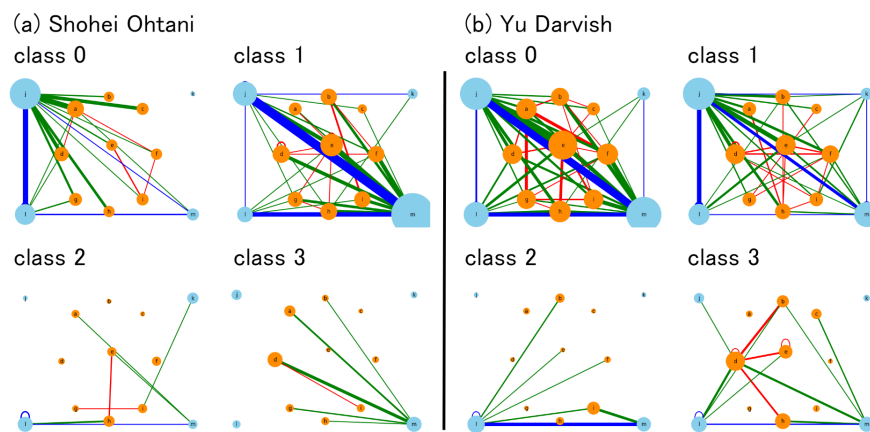 (a) Shohei Ohtani
class 0
j b k
a c
e
d f
g i
l h m
class 1
j b k
a c
e
d f
g i
l h m
class 2
j b k
a c
e
d f
g i
l h m
class 3
j b k
a c
e
d f
g i
l h m
(b) Yu Darvish
class 0
j b k
a c
e
d f
g i
l h m
class 1
j b k
a c
e
d f
g i
l h m
class 2
j b k
a c
e
d f
g i
l h m
class 3
j b k
a c
e
d f
g i
l h m